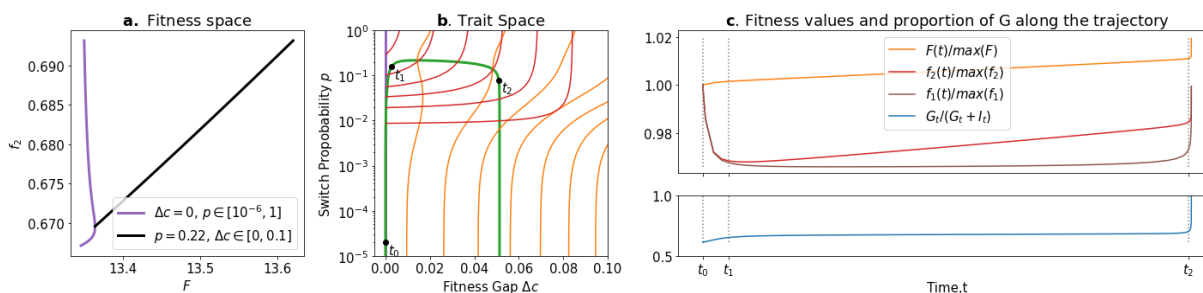 a. Fitness space
0.690
0.685
0.680
0.675
0.670
f₂
13.4
13.5
13.6
F
Δc = 0, p ∈ [10⁻⁶, 1]
p = 0.22, Δc ∈ [0, 0.1]
b. Trait Space
10⁰
10⁻¹
10⁻²
10⁻³
10⁻⁴
10⁻⁵
Switch Propobability p
t₁
t₂
t₀
0.00
0.02
0.04
0.06
0.08
0.10
Fitness Gap Δc
c. Fitness values and proportion of G along the trajectory
1.02
1.00
0.98
F(t)/max(F)
f₂(t)/max(f₂)
f₁(t)/max(f₁)
Gₜ/(Gₜ + Iₜ)
1.0
0.5
t₀
t₁
t₂
Time,t